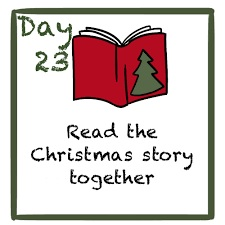 Day
23
Read the
Christmas story
together